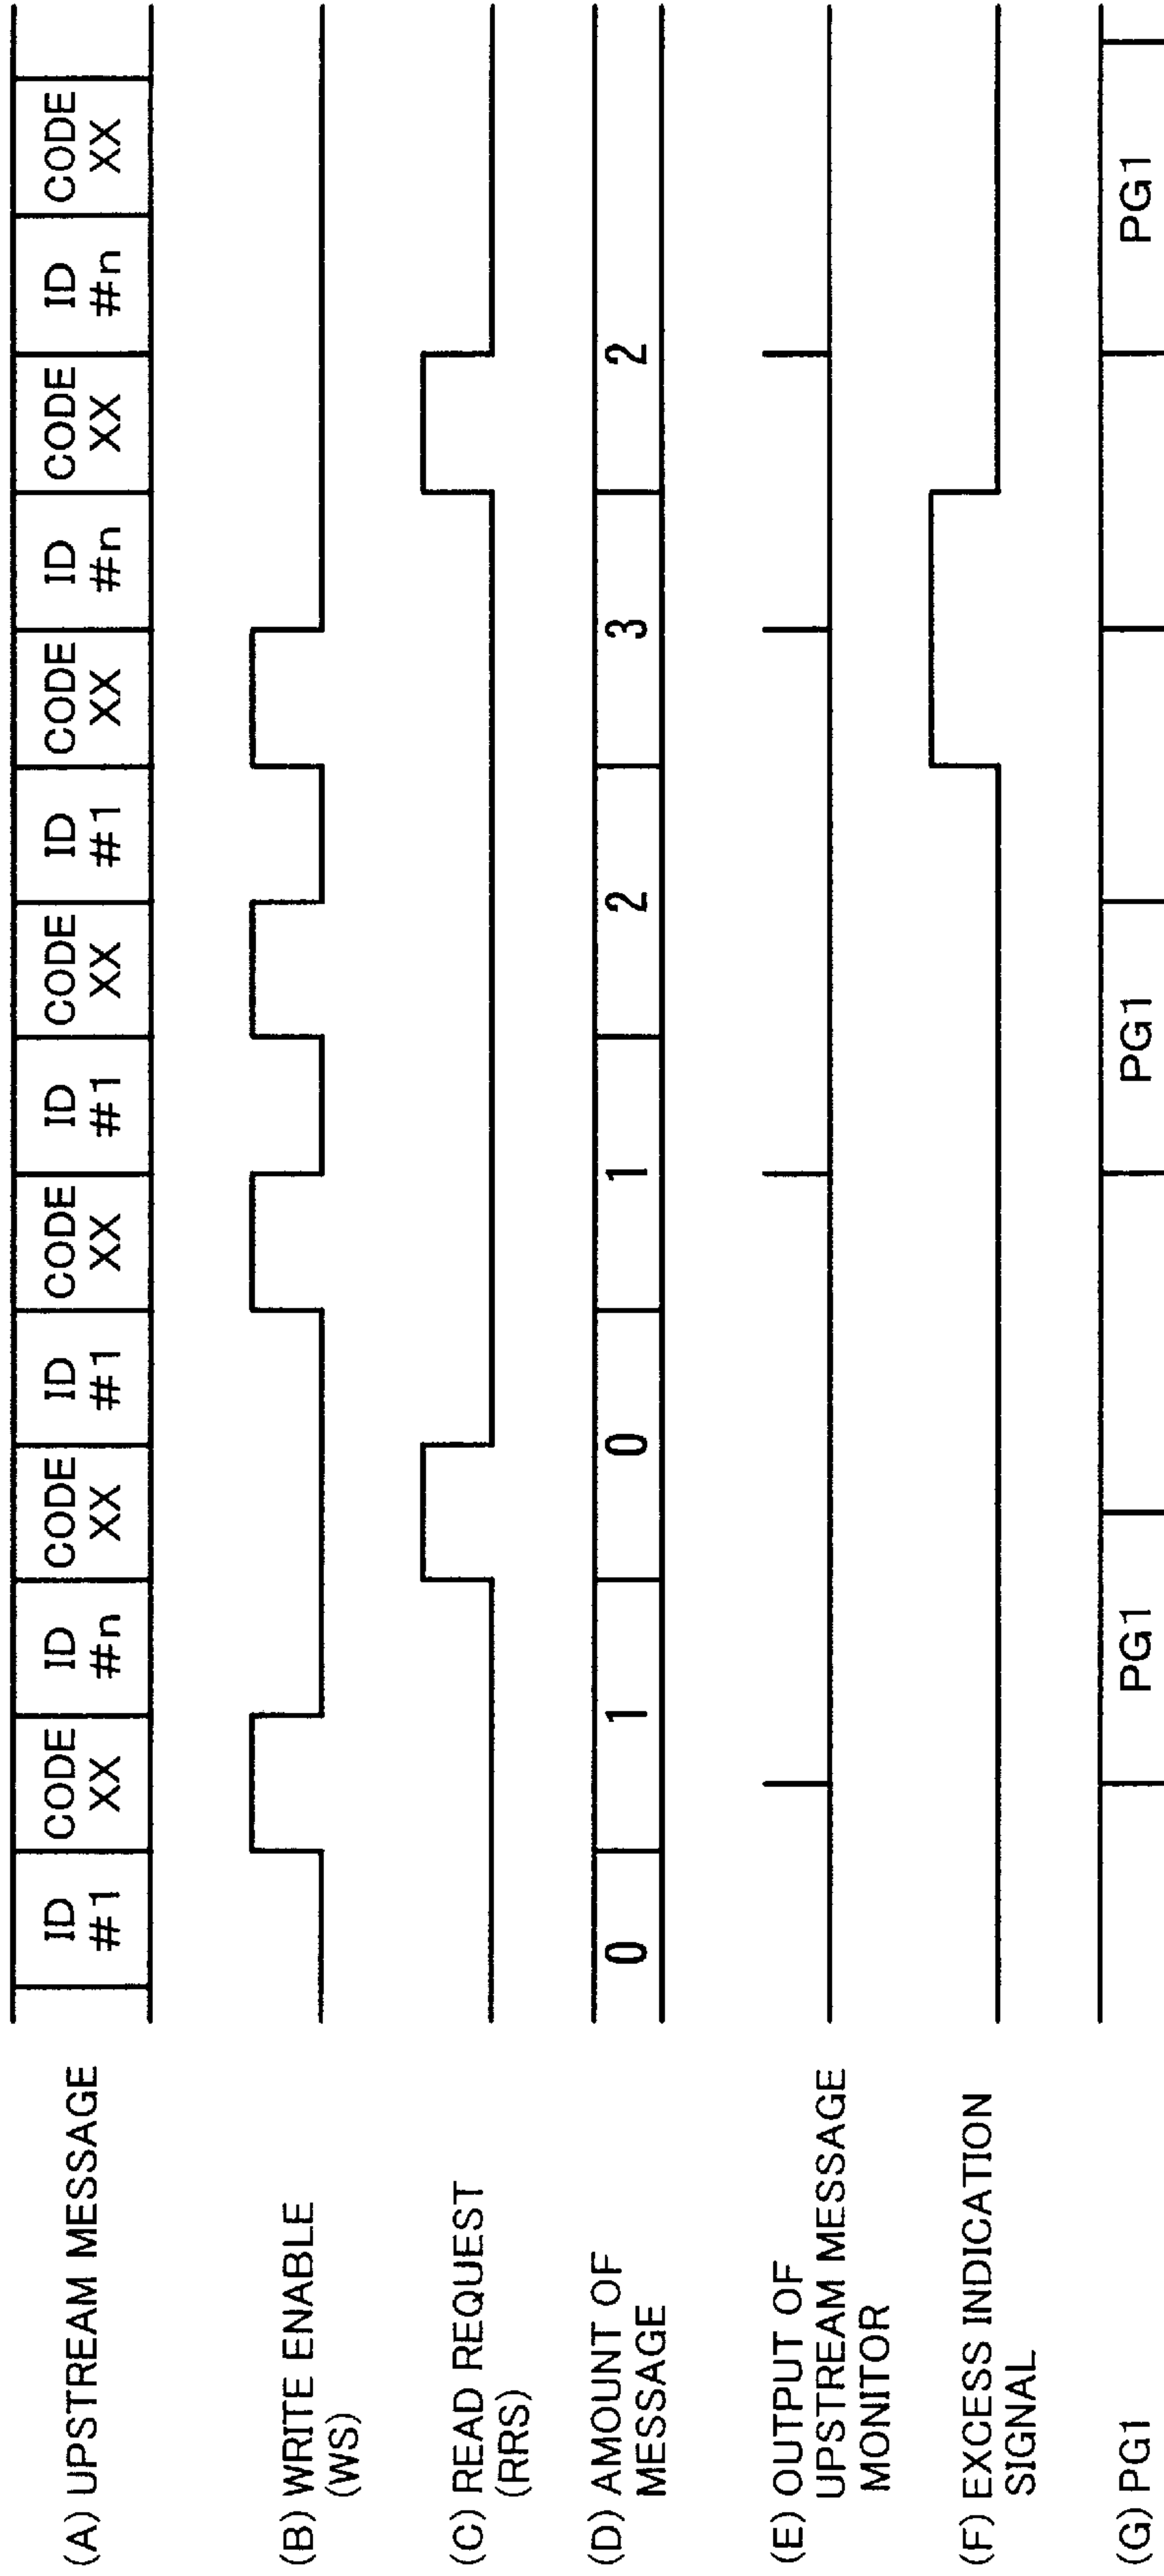 (A) UPSTREAM MESSAGE
ID #1
CODE XX
ID #n
CODE XX
ID #1
CODE XX
ID #1
CODE XX
ID #1
CODE XX
ID #n
CODE XX
ID #n
CODE XX
(B) WRITE ENABLE
(WS)
(C) READ REQUEST
(RRS)
(D) AMOUNT OF
MESSAGE
0 1 0 1 2 3 2
(E) OUTPUT OF
UPSTREAM MESSAGE
MONITOR
(F) EXCESS INDICATION
SIGNAL
(G) PG1
PG1 PG1 PG1